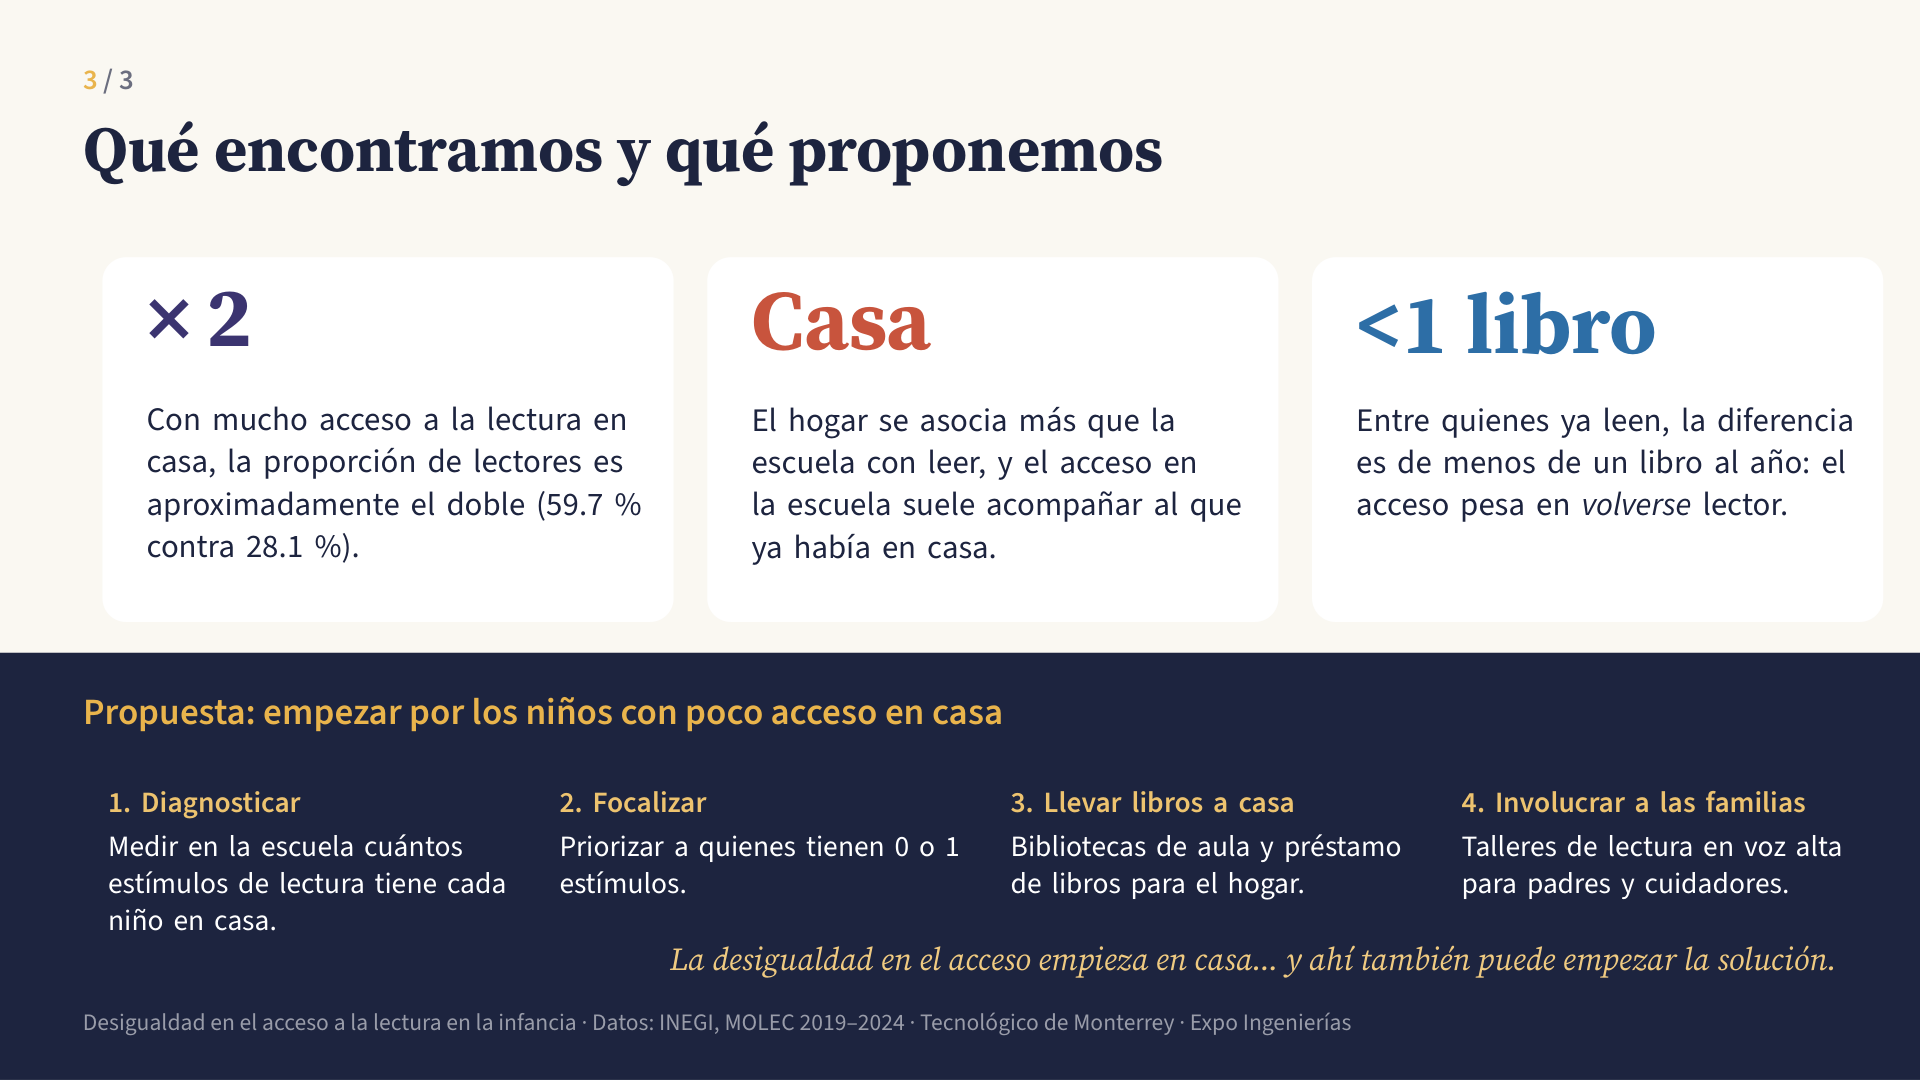 3 / 3
Qué encontramos y qué proponemos
× 2
Con mucho acceso a la lectura en
casa, la proporción de lectores es
aproximadamente el doble (59.7 %
contra 28.1 %).
Casa
El hogar se asocia más que la
escuela con leer, y el acceso en
la escuela suele acompañar al que
ya había en casa.
<1 libro
Entre quienes ya leen, la diferencia
es de menos de un libro al año: el
acceso pesa en volverse lector.
Propuesta: empezar por los niños con poco acceso en casa
1. Diagnosticar
Medir en la escuela cuántos
estímulos de lectura tiene cada
niño en casa.
2. Focalizar
Priorizar a quienes tienen 0 o 1
estímulos.
3. Llevar libros a casa
Bibliotecas de aula y préstamo
de libros para el hogar.
4. Involucrar a las familias
Talleres de lectura en voz alta
para padres y cuidadores.
La desigualdad en el acceso empieza en casa... y ahí también puede empezar la solución.
Desigualdad en el acceso a la lectura en la infancia · Datos: INEGI, MOLEC 2019–2024 · Tecnológico de Monterrey · Expo Ingenierías